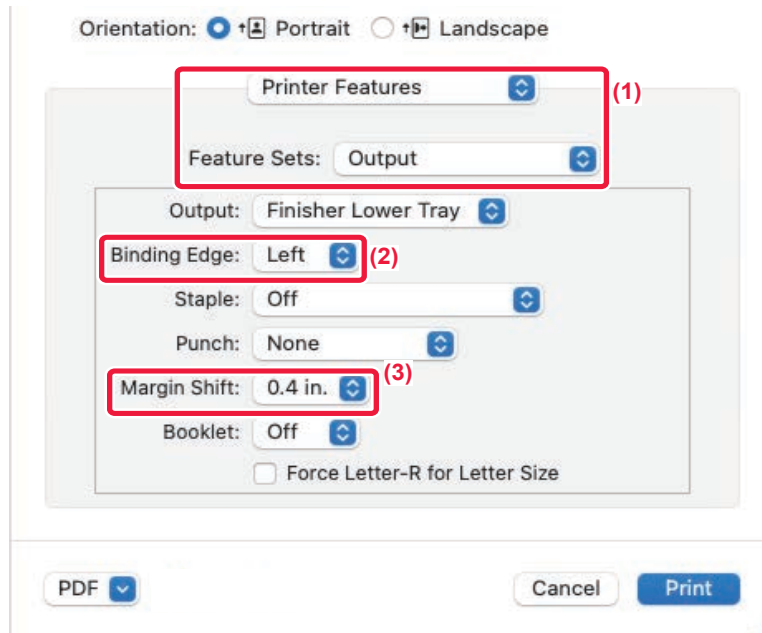 Orientation: Portrait Landscape
Printer Features (1)
Feature Sets: Output
Output: Finisher Lower Tray
Binding Edge: Left (2)
Staple: Off
Punch: None
Margin Shift: 0.4 in. (3)
Booklet: Off
Force Letter-R for Letter Size
PDF Cancel Print